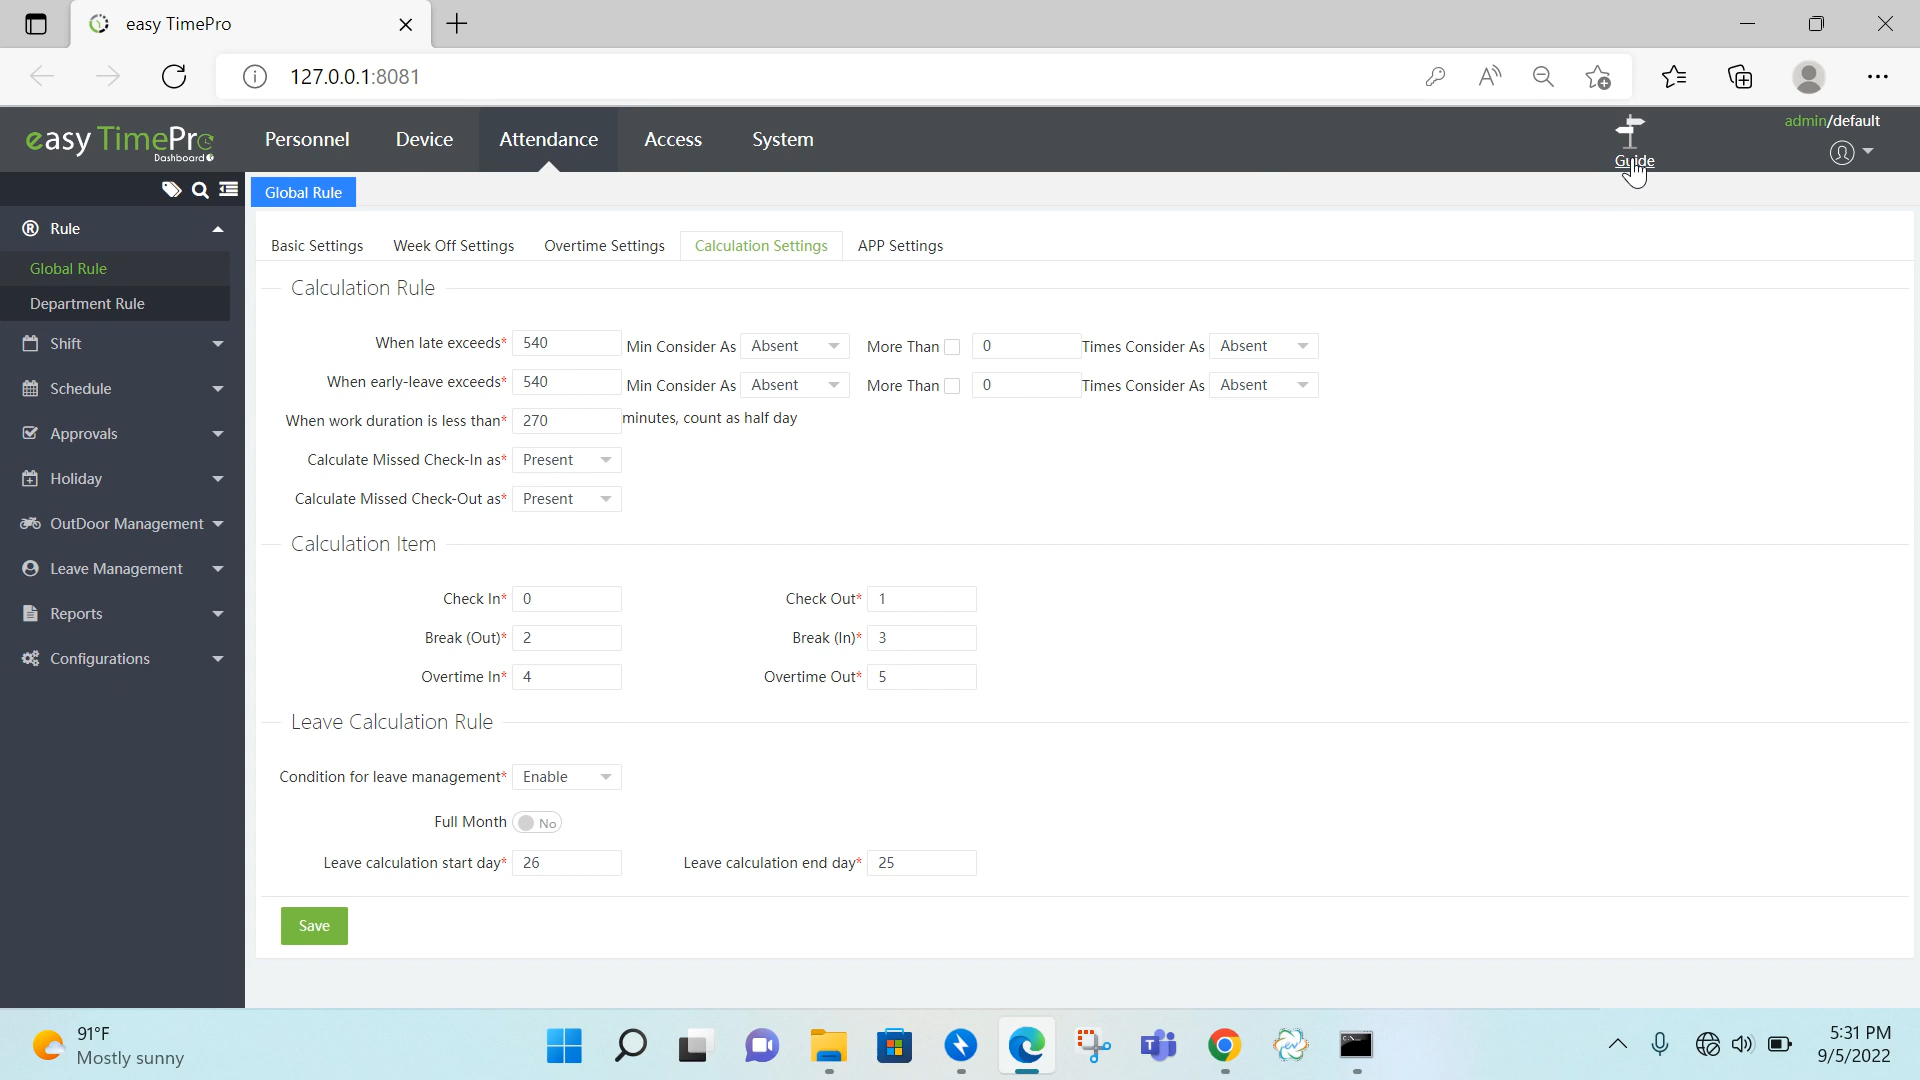 easy TimePro
127.0.0.1:8081
easy TimePro
Dashboard
Personnel Device Attendance Access System
Guide
admin/default
Global Rule
Rule
Global Rule
Department Rule
Shift
Schedule
Approvals
Holiday
OutDoor Management
Leave Management
Reports
Configurations
Basic Settings Week Off Settings Overtime Settings Calculation Settings APP Settings
Calculation Rule
When late exceeds* 540 Min Consider As Absent More Than 0 Times Consider As Absent
When early-leave exceeds* 540 Min Consider As Absent More Than 0 Times Consider As Absent
When work duration is less than* 270 minutes, count as half day
Calculate Missed Check-In as* Present
Calculate Missed Check-Out as* Present
Calculation Item
Check In* 0 Check Out* 1
Break (Out)* 2 Break (In)* 3
Overtime In* 4 Overtime Out* 5
Leave Calculation Rule
Condition for leave management* Enable
Full Month No
Leave calculation start day* 26 Leave calculation end day* 25
Save
91°F
Mostly sunny
5:31 PM
9/5/2022